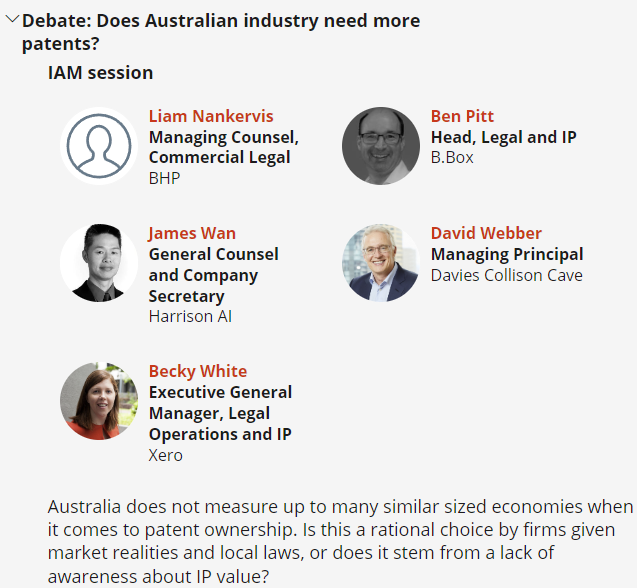 Debate: Does Australian industry need more
patents?
IAM session
Liam Nankervis
Managing Counsel,
Commercial Legal
BHP
Ben Pitt
Head, Legal and IP
B.Box
James Wan
General Counsel
and Company
Secretary
Harrison AI
David Webber
Managing Principal
Davies Collison Cave
Becky White
Executive General
Manager, Legal
Operations and IP
Xero
Australia does not measure up to many similar sized economies when
it comes to patent ownership. Is this a rational choice by firms given
market realities and local laws, or does it stem from a lack of
awareness about IP value?